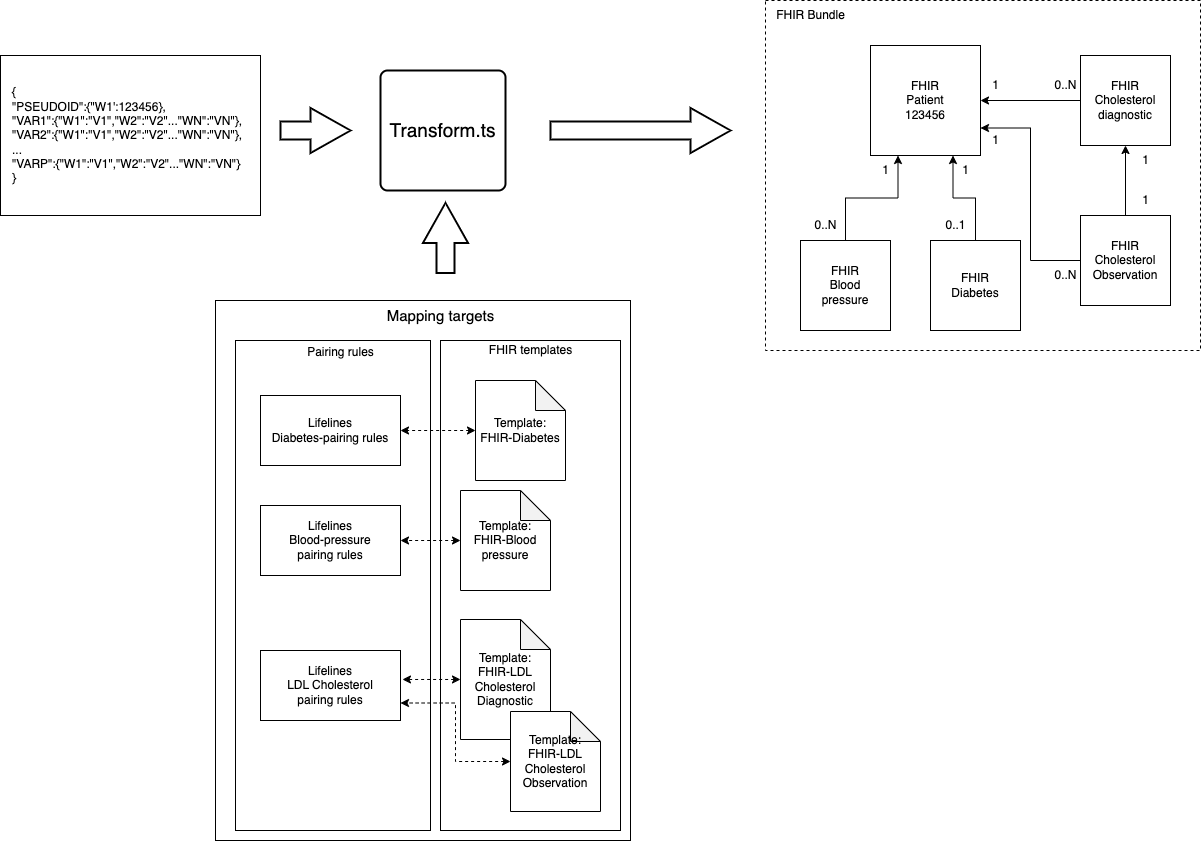 {
"PSEUDOID":{"W1':123456},
"VAR1":{"W1":"V1","W2":"V2"..."WN":"VN"},
"VAR2":{"W1":"V1","W2":"V2"..."WN":"VN"},
...
"VARP":{"W1":"V1","W2":"V2"..."WN":"VN"}
}
Transform.ts
FHIR Bundle
FHIR
Patient
123456
1
0..N
FHIR
Cholesterol
diagnostic
1
1
1
1
1
0..N
0..1
0..N
FHIR
Blood
pressure
FHIR
Diabetes
FHIR
Cholesterol
Observation
Mapping targets
Pairing rules
FHIR templates
Lifelines
Diabetes-pairing rules
Template:
FHIR-Diabetes
Lifelines
Blood-pressure
pairing rules
Template:
FHIR-Blood
pressure
Lifelines
LDL Cholesterol
pairing rules
Template:
FHIR-LDL
Cholesterol
Diagnostic
Template:
FHIR-LDL
Cholesterol
Observation